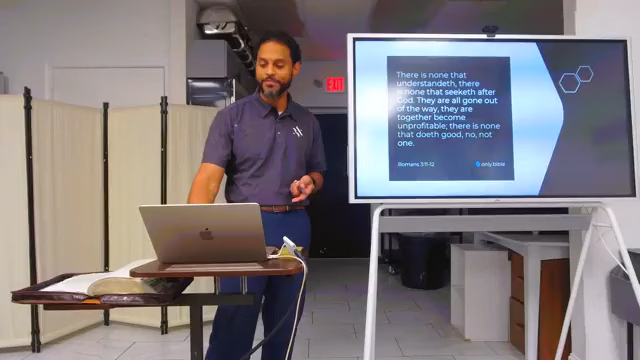 EXIT
There is none that
understandeth, there
is none that seeketh after
God. They are all gone out
of the way, they are
together become
unprofitable; there is none
that doeth good, no, not
one.
Romans 3:11-12
only.bible